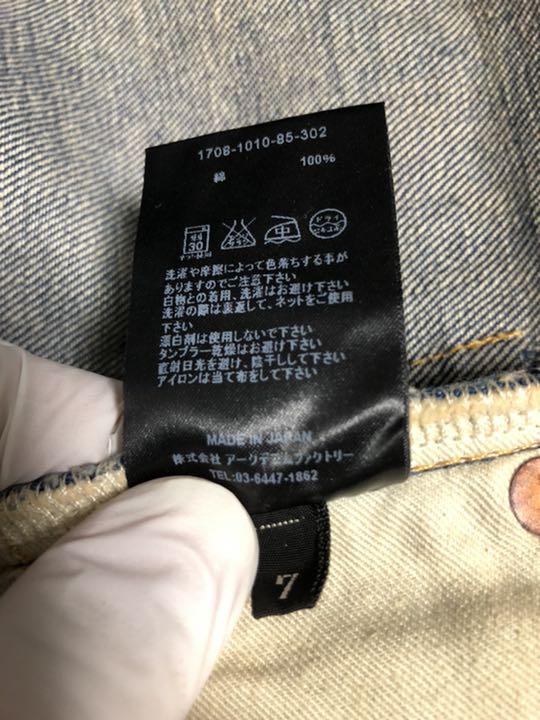 1708-1010-85-302
綿 100%
30
ドライ
洗濯や摩擦によって色落ちする事が
ありますのでご注意下さい
白物との着用、洗濯はお避け下さい
洗濯の際は裏返して、ネットをご使用
下さい
漂白剤は使用しないで下さい
タンブラー乾燥はお避け下さい
直射日光を避け、陰干しして下さい
アイロンは当て布をして下さい
MADE IN JAPAN
株式会社 アークデニムファクトリー
TEL:03-6447-1862
7